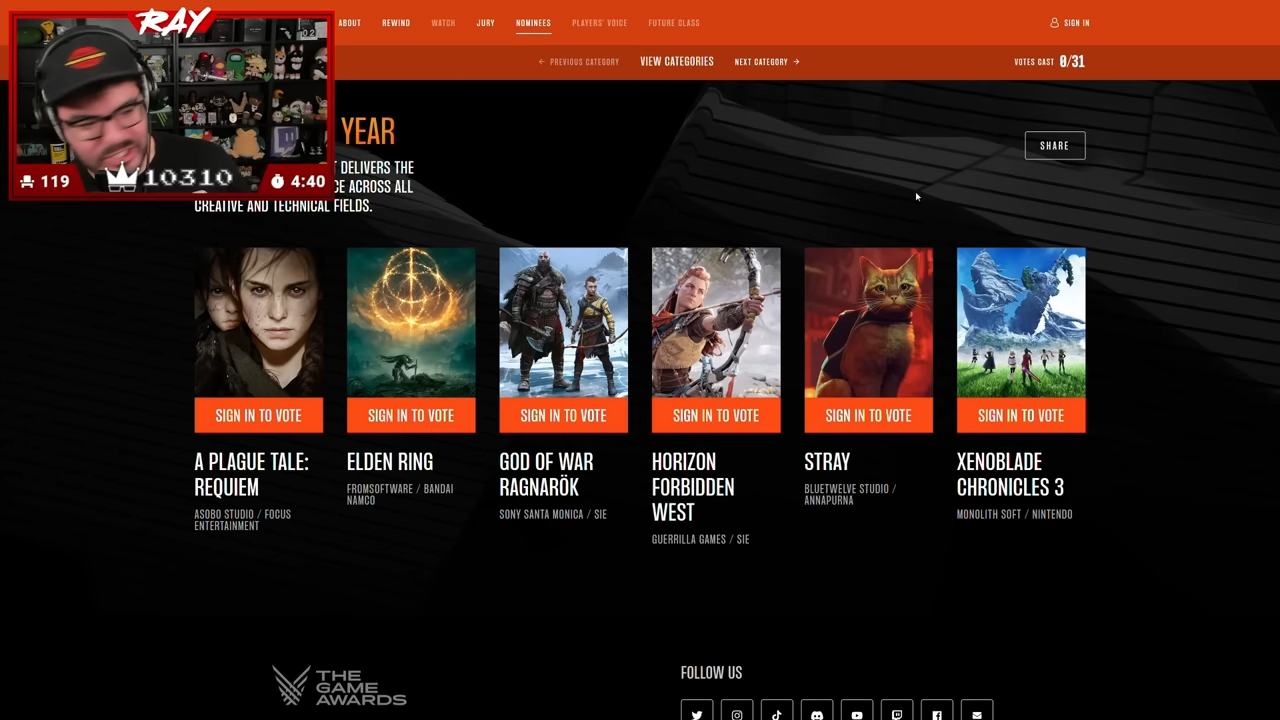 RAY
119
10310
4:40
ABOUT
REWIND
WATCH
JURY
NOMINEES
PLAYERS' VOICE
FUTURE CLASS
SIGN IN
← PREVIOUS CATEGORY
VIEW CATEGORIES
NEXT CATEGORY →
VOTES CAST 0/31
YEAR
DELIVERS THE
ACROSS ALL
CREATIVE AND TECHNICAL FIELDS.
SHARE
SIGN IN TO VOTE
A PLAGUE TALE:
REQUIEM
ASOBO STUDIO / FOCUS
ENTERTAINMENT
SIGN IN TO VOTE
ELDEN RING
FROMSOFTWARE / BANDAI
NAMCO
SIGN IN TO VOTE
GOD OF WAR
RAGNARÖK
SONY SANTA MONICA / SIE
SIGN IN TO VOTE
HORIZON
FORBIDDEN
WEST
GUERRILLA GAMES / SIE
SIGN IN TO VOTE
STRAY
BLUETWELVE STUDIO /
ANNAPURNA
SIGN IN TO VOTE
XENOBLADE
CHRONICLES 3
MONOLITH SOFT / NINTENDO
THE
GAME
AWARDS
FOLLOW US